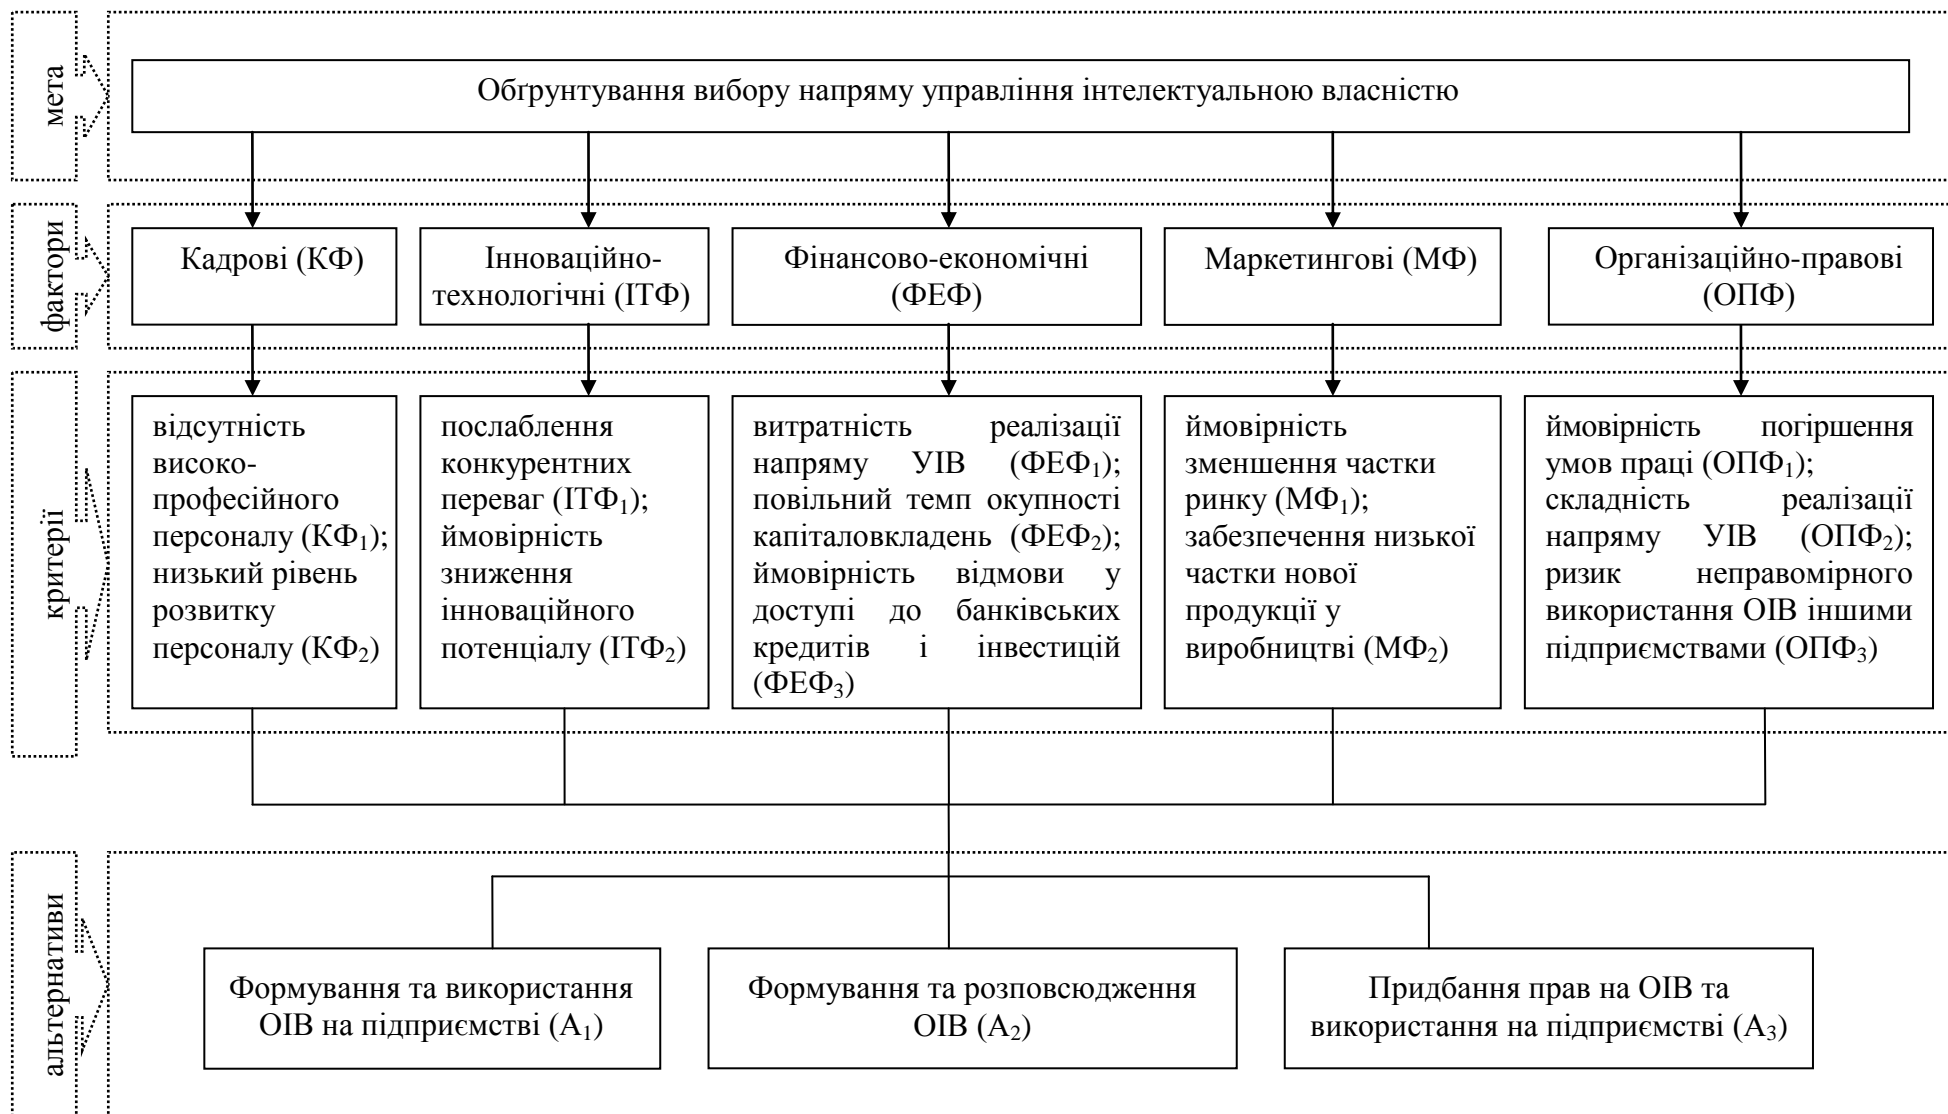 мета
Обґрунтування вибору напряму управління інтелектуальною власністю
фактори
Кадрові (КФ)
Інноваційно-
технологічні (ІТФ)
Фінансово-економічні
(ФЕФ)
Маркетингові (МФ)
Організаційно-правові
(ОПФ)
критерії
відсутність
високо-
професійного
персоналу (КФ₁);
низький рівень
розвитку
персоналу (КФ₂)
послаблення
конкурентних
переваг (ІТФ₁);
ймовірність
зниження
інноваційного
потенціалу (ІТФ₂)
витратність реалізації
напряму УІВ (ФЕФ₁);
повільний темп окупності
капіталовкладень (ФЕФ₂);
ймовірність відмови у
доступі до банківських
кредитів і інвестицій
(ФЕФ₃)
ймовірність
зменшення частки
ринку (МФ₁);
забезпечення низької
частки нової
продукції у
виробництві (МФ₂)
ймовірність погіршення
умов праці (ОПФ₁);
складність реалізації
напряму УІВ (ОПФ₂);
ризик неправомірного
використання ОІВ іншими
підприємствами (ОПФ₃)
альтернативи
Формування та використання
ОІВ на підприємстві (А₁)
Формування та розповсюдження
ОІВ (А₂)
Придбання прав на ОІВ та
використання на підприємстві (А₃)